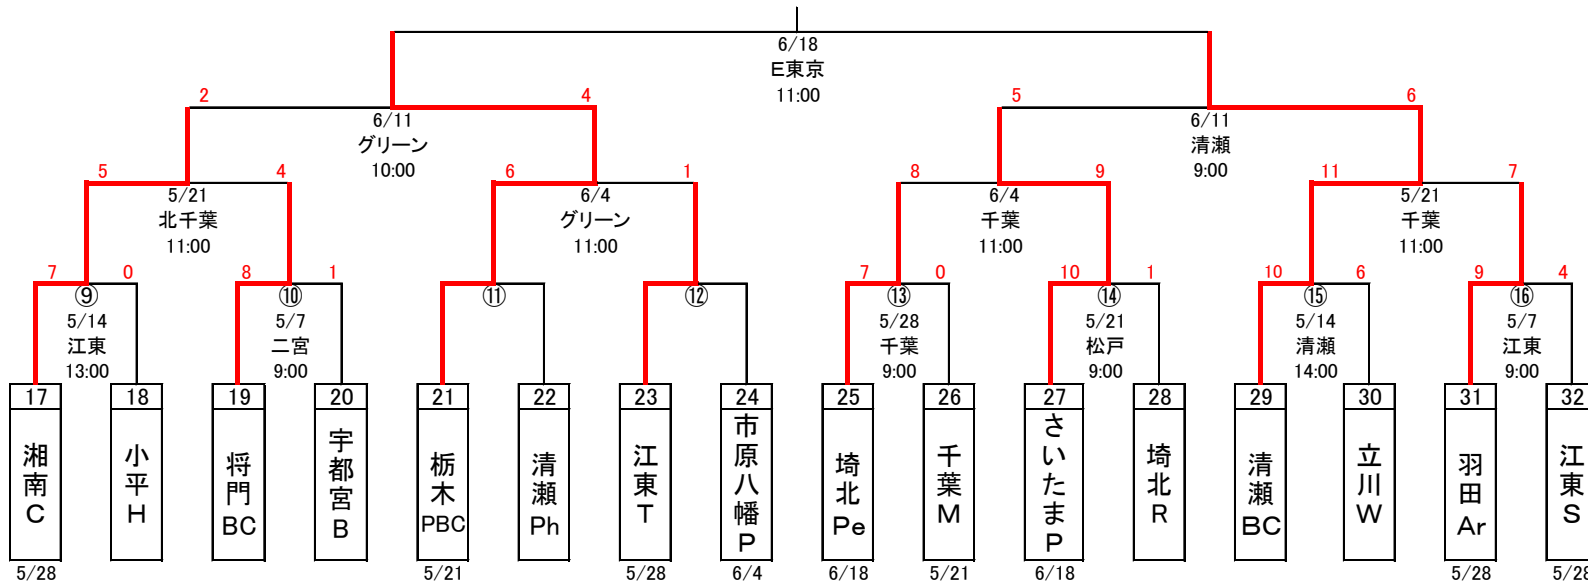 6/18
E東京
11:00
2
4
5
6
6/11
グリーン
10:00
6/11
清瀬
9:00
5
4
6
1
8
9
11
7
5/21
北千葉
11:00
6/4
グリーン
11:00
6/4
千葉
11:00
5/21
千葉
11:00
7
0
8
1
7
0
10
1
10
6
9
4
⑨
5/14
江東
13:00
⑩
5/7
二宮
9:00
⑪
⑫
⑬
5/28
千葉
9:00
⑭
5/21
松戸
9:00
⑮
5/14
清瀬
14:00
⑯
5/7
江東
9:00
17
湘南C
5/28
18
小平H
19
将門BC
20
宇都宮B
21
栃木PBC
5/21
22
清瀬Ph
23
江東T
5/28
24
市原八幡P
6/4
25
埼北Pe
6/18
26
千葉M
5/21
27
さいたまP
6/18
28
埼北R
29
清瀬BC
30
立川W
31
羽田Ar
5/28
32
江東S
5/28